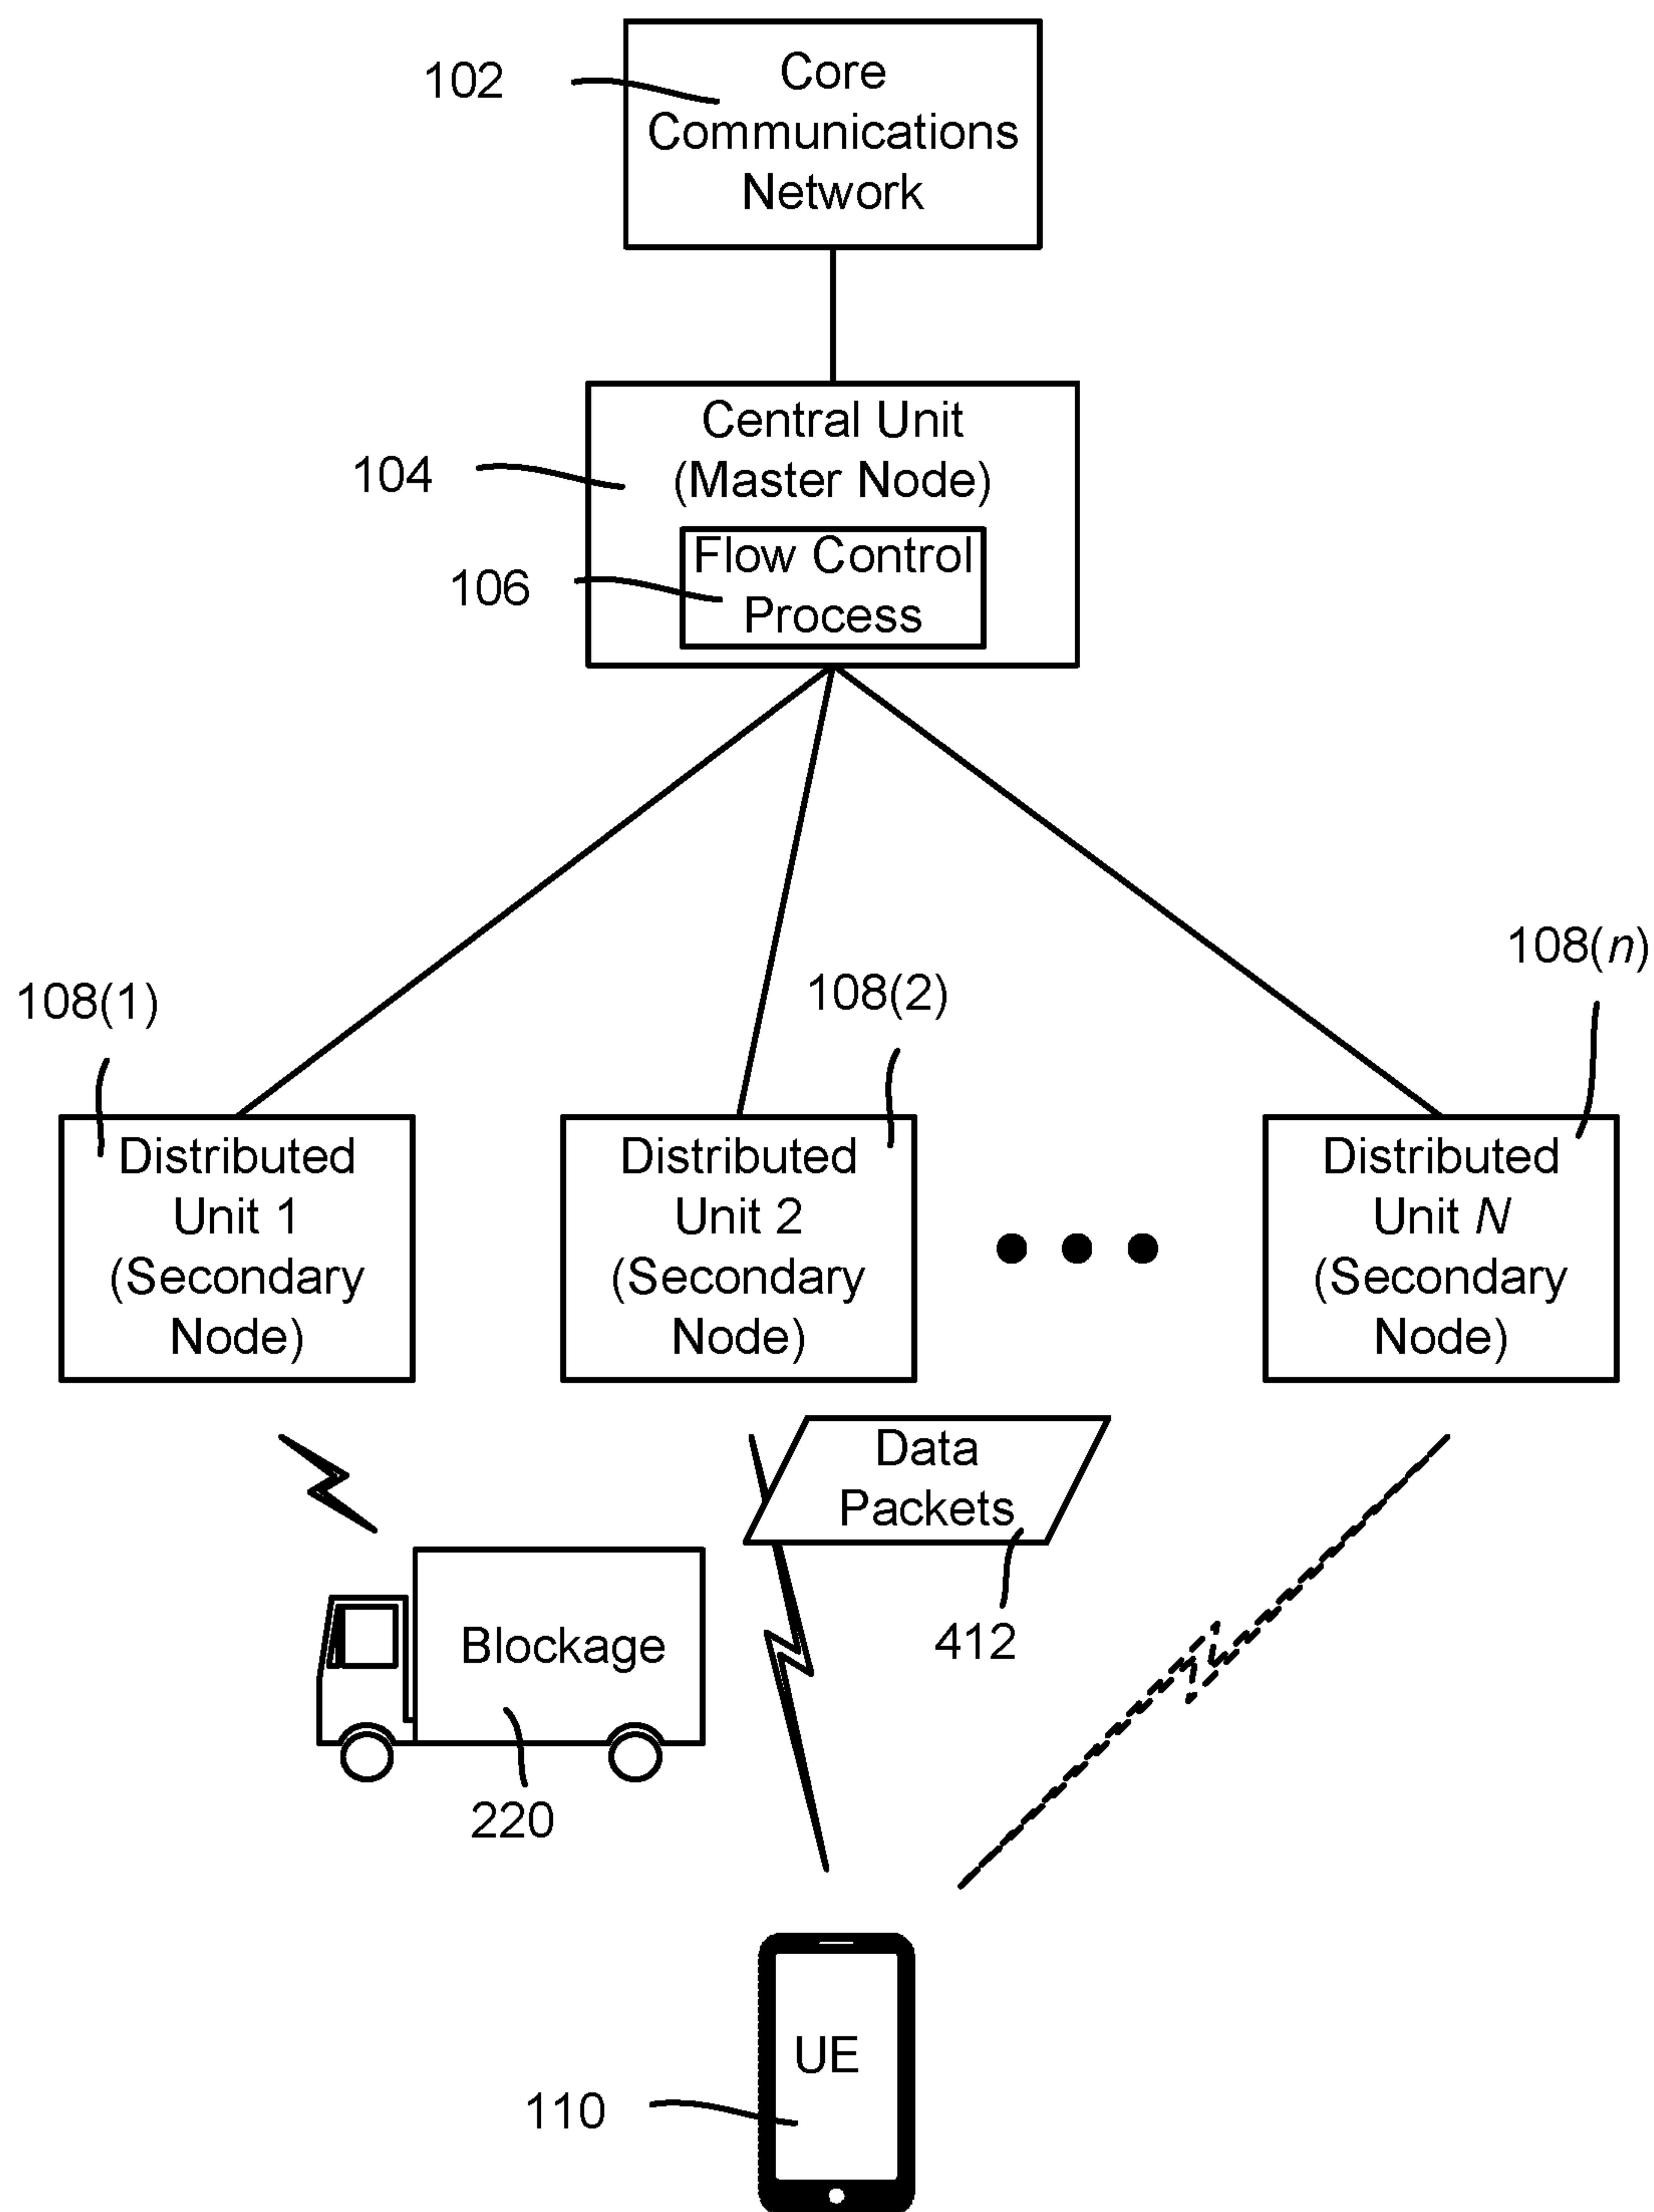 102
Core
Communications
Network
104
Central Unit
(Master Node)
106
Flow Control
Process
108(1)
108(2)
108(n)
Distributed
Unit 1
(Secondary
Node)
Distributed
Unit 2
(Secondary
Node)
Distributed
Unit N
(Secondary
Node)
Data
Packets
412
Blockage
220
UE
110